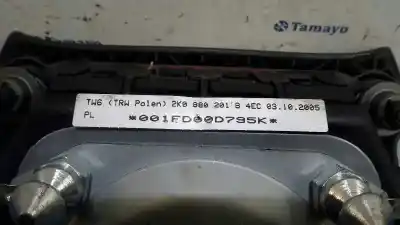 Tamayo
TWG (TRW Polen) 2K0 880 201 B 4EC 03.10.2005
PL
*001FD00D795K*